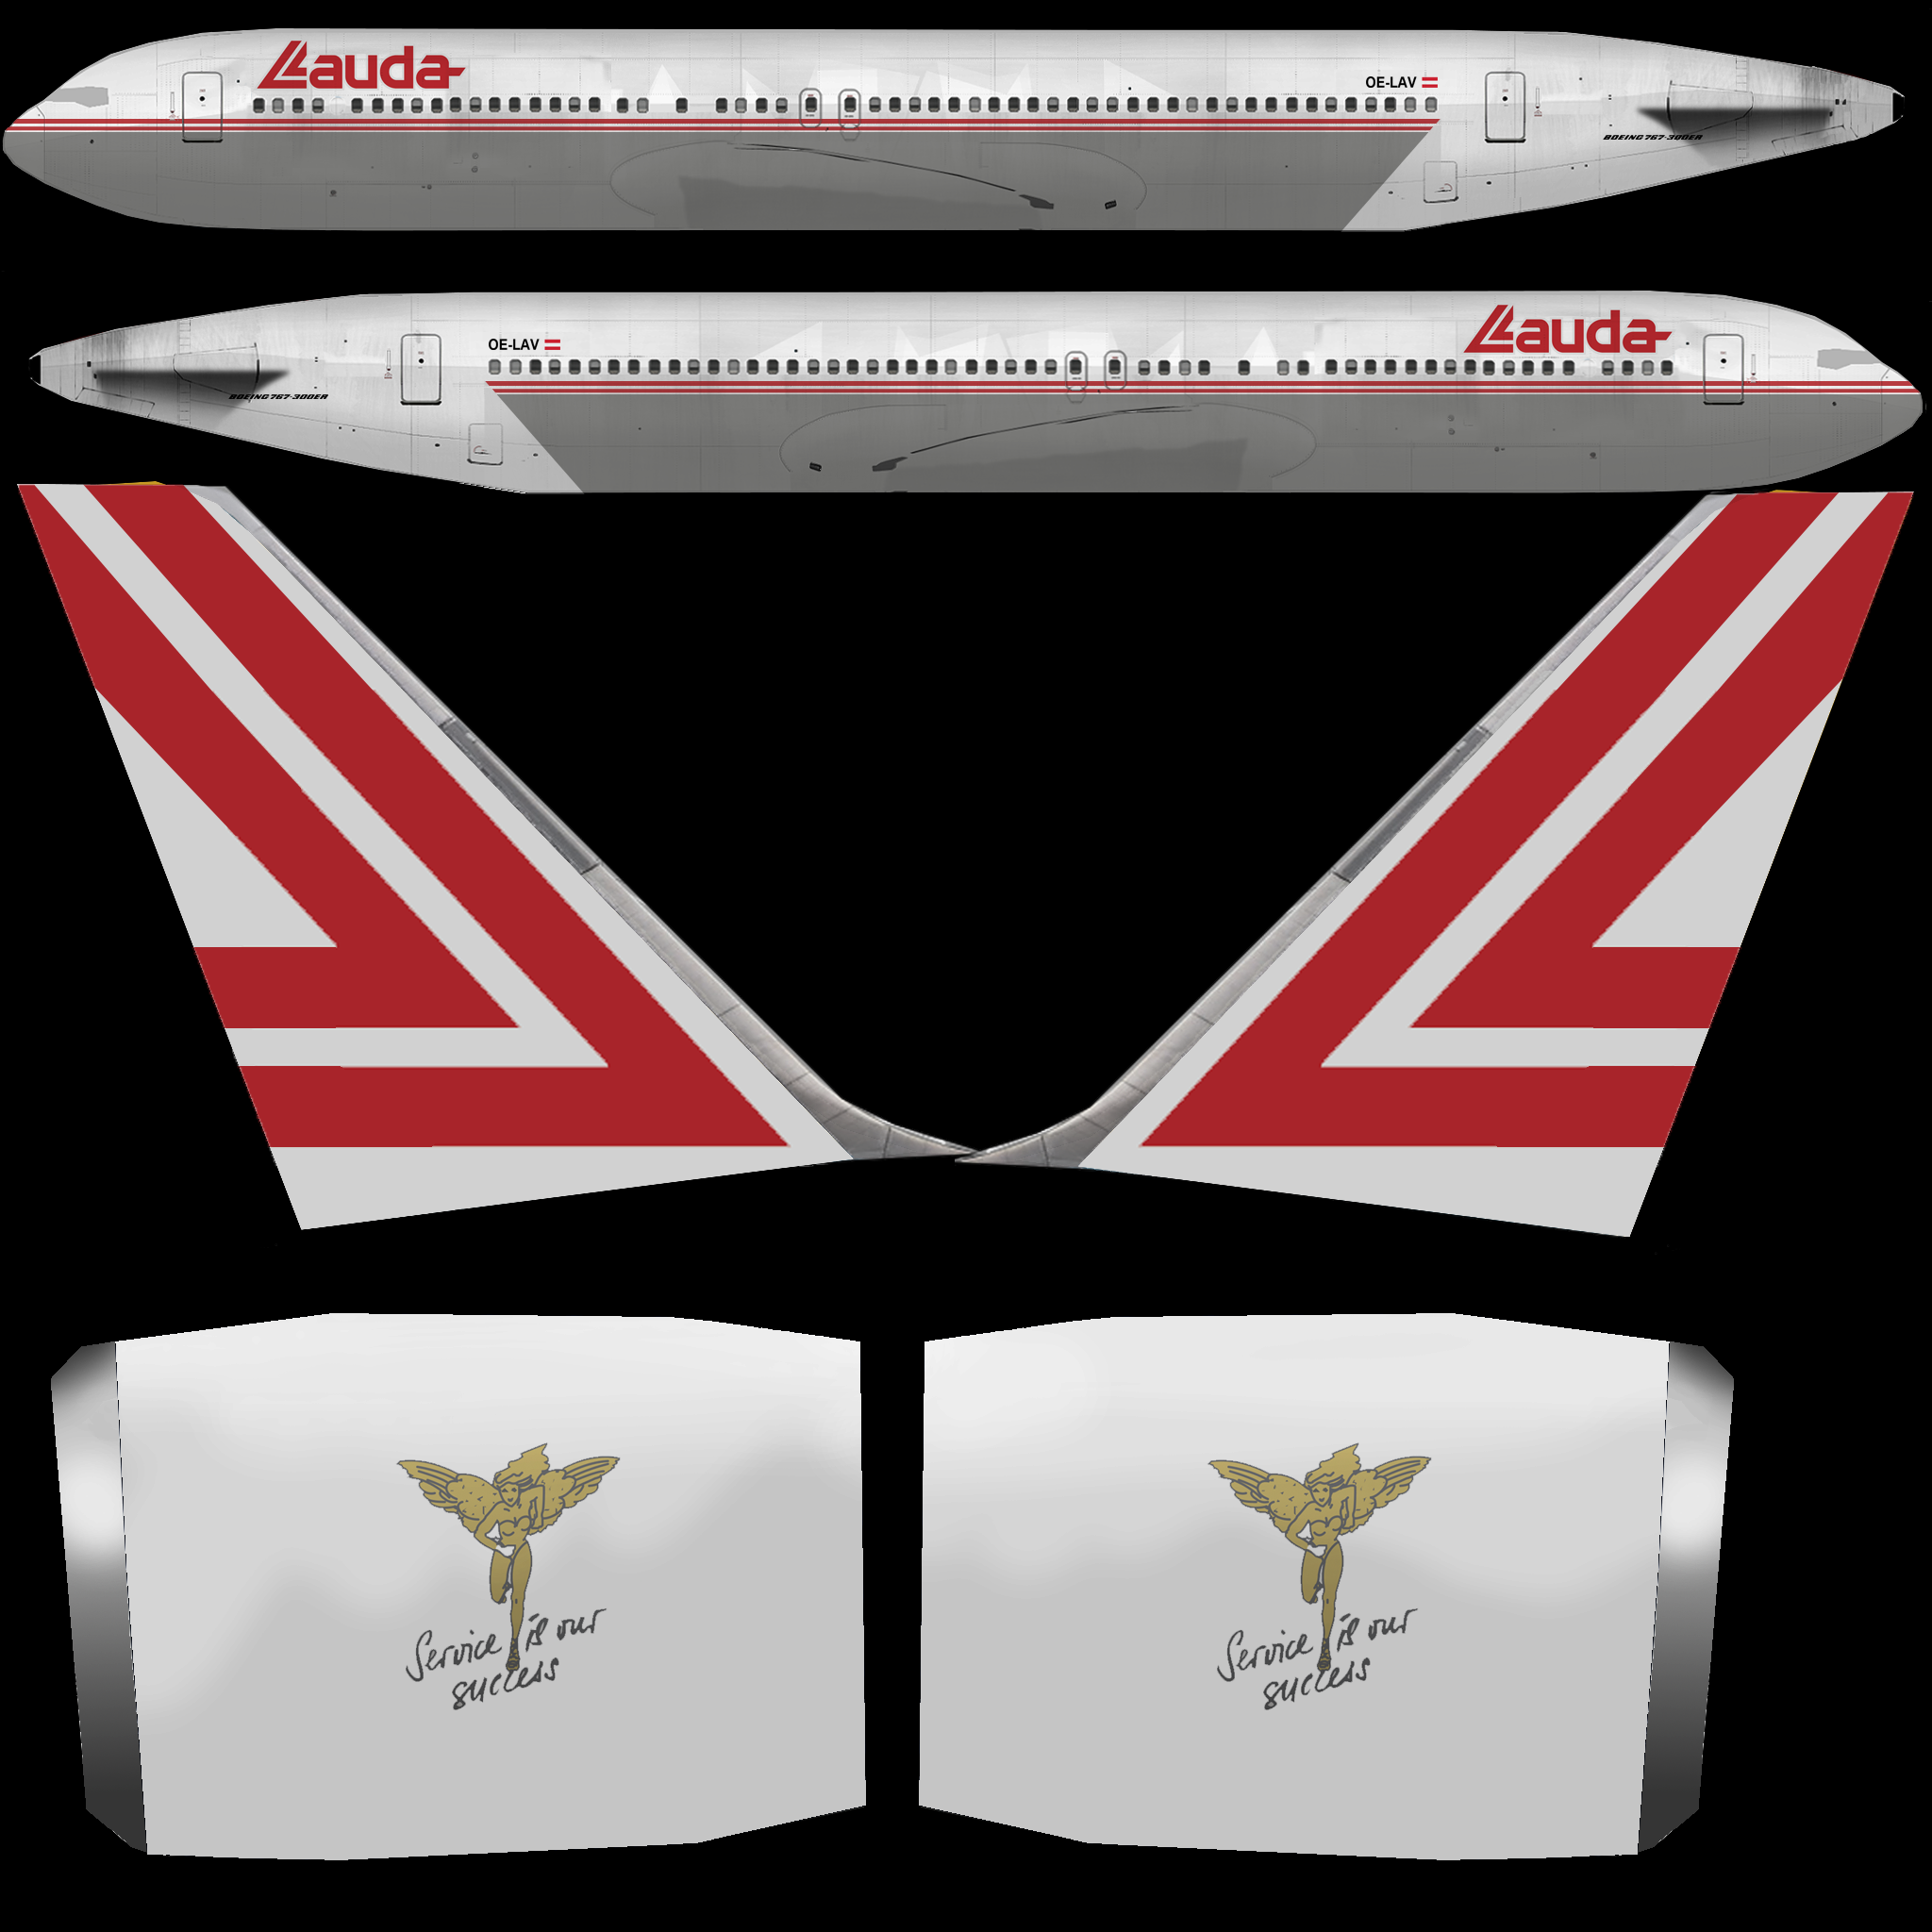 Lauda
OE-LAV
BOEING 767-300ER
OE-LAV
Lauda
BOEING 767-300ER
Service is our
success
Service is our
success